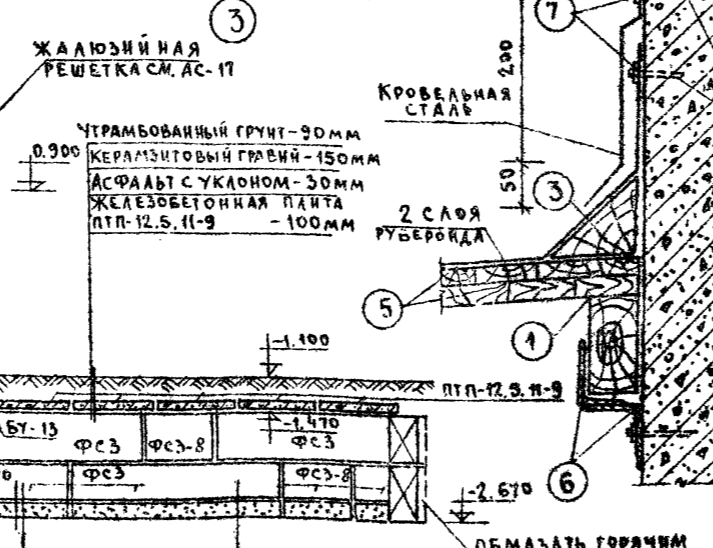 3
7
ЖАЛЮЗИЙНАЯ
РЕШЕТКА СМ. АС-17
200
КРОВЕЛЬНАЯ
СТАЛЬ
УТРАМБОВАННЫЙ ГРУНТ-90ММ
0.900
КЕРАМЗИТОВЫЙ ГРАВИЙ-150ММ
АСФАЛЬТ С УКЛОНОМ-30ММ
ЖЕЛЕЗОБЕТОННАЯ ПЛИТА
ПТП-12.5.11-9 -100ММ
50
3
2 СЛОЯ
РУБЕРОИДА
5
1
-1.100
ПТП-12.5.11-9
БУ-13
-1.470
ФС3
ФС3-8
ФС3
ФС3
ФС3-8
6
-2.670
ОБМАЗАТЬ ГОРЯЧИМ